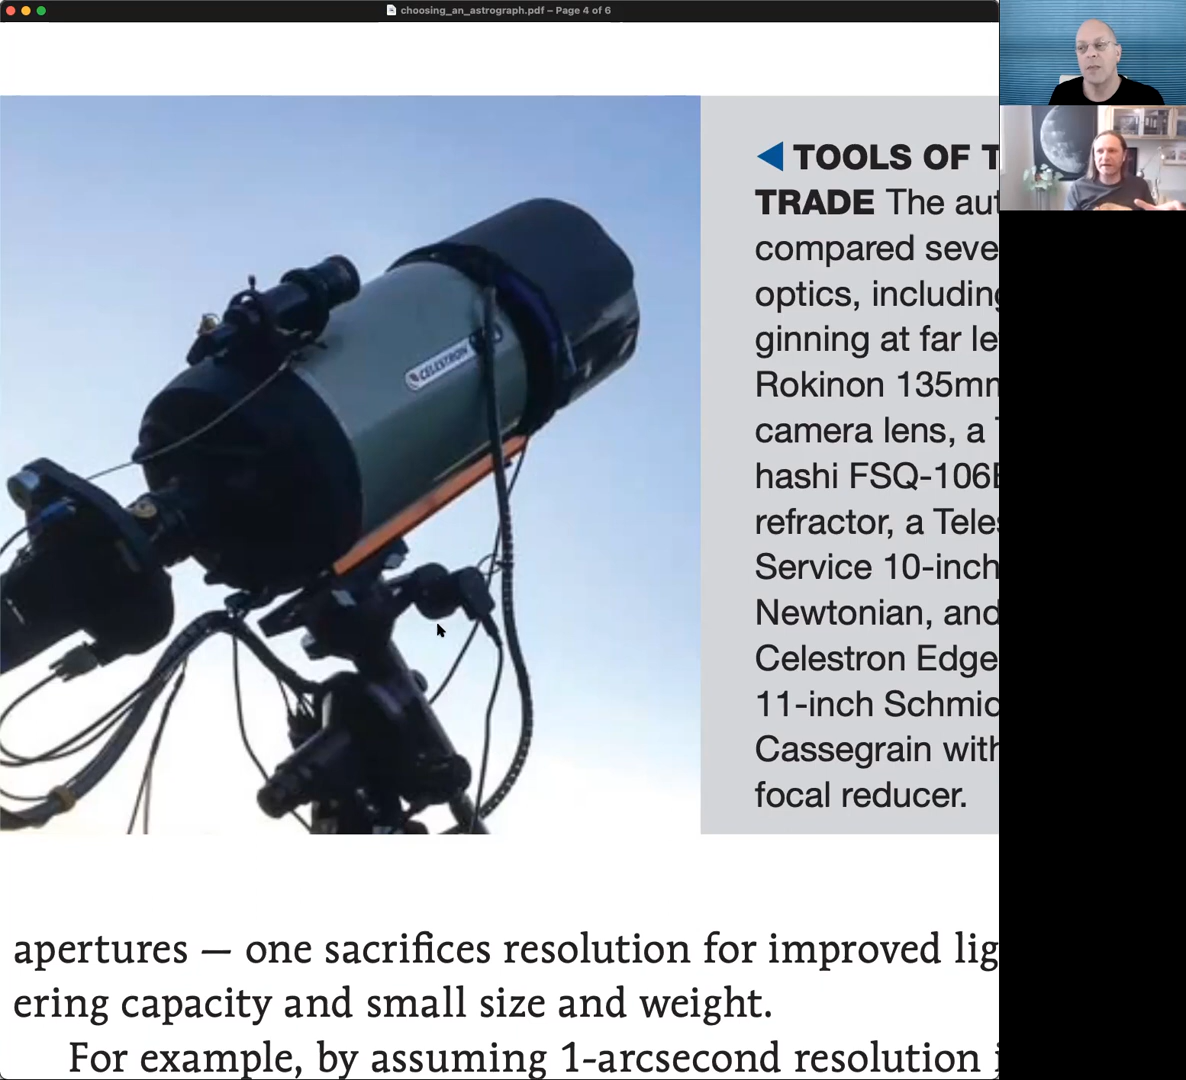 choosing_an_astrograph.pdf – Page 4 of 6
CELESTRON
◀ TOOLS OF T
TRADE The aut
compared seve
optics, including
ginning at far le
Rokinon 135mm
camera lens, a
hashi FSQ-106E
refractor, a Teles
Service 10-inch
Newtonian, and
Celestron Edge
11-inch Schmid
Cassegrain with
focal reducer.
apertures — one sacrifices resolution for improved lig
ering capacity and small size and weight.
For example, by assuming 1-arcsecond resolution i